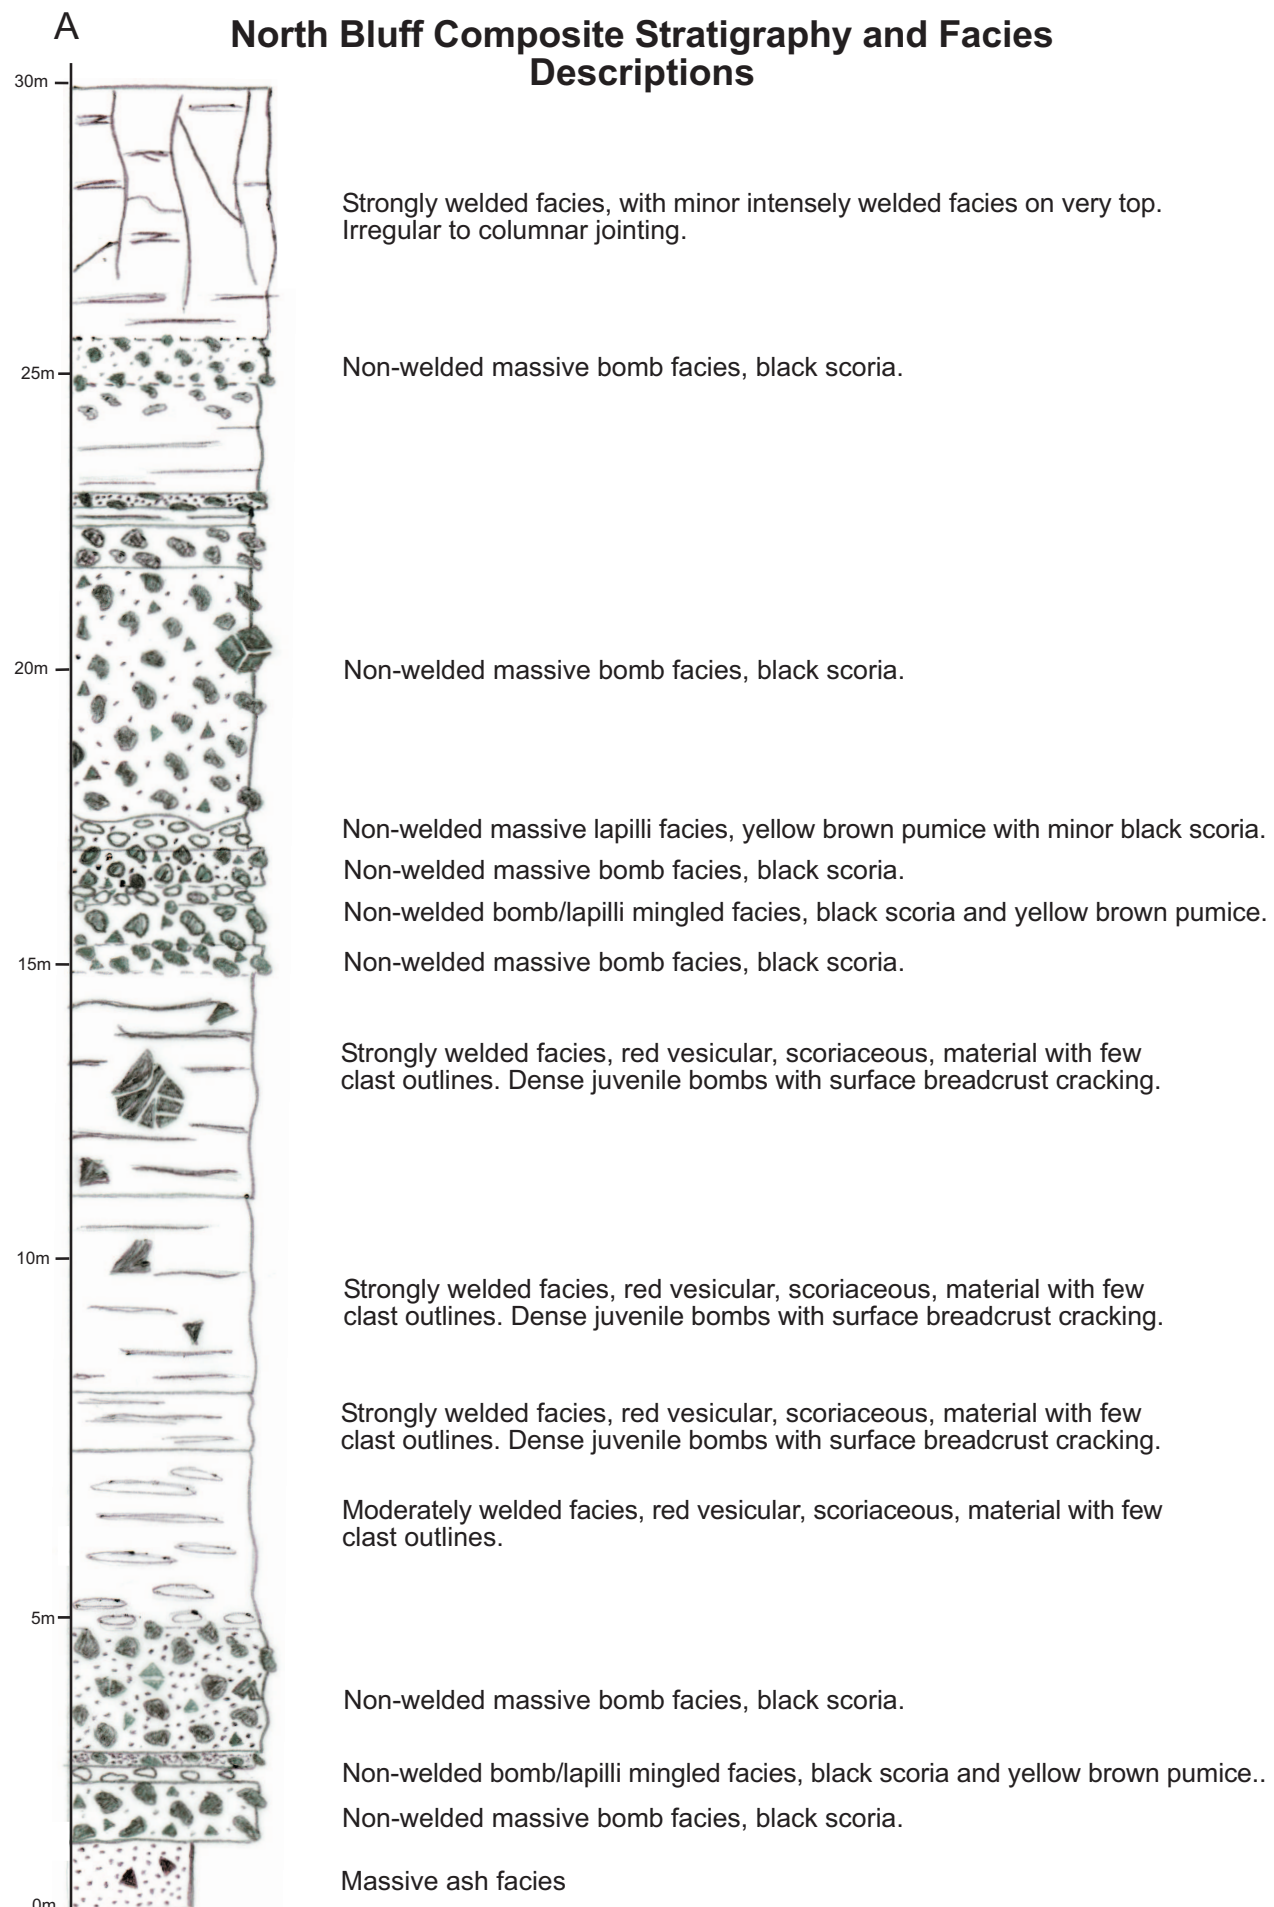 A
North Bluff Composite Stratigraphy and Facies
Descriptions
30m
Strongly welded facies, with minor intensely welded facies on very top.
Irregular to columnar jointing.
25m
Non-welded massive bomb facies, black scoria.
20m
Non-welded massive bomb facies, black scoria.
Non-welded massive lapilli facies, yellow brown pumice with minor black scoria.
Non-welded massive bomb facies, black scoria.
Non-welded bomb/lapilli mingled facies, black scoria and yellow brown pumice.
15m
Non-welded massive bomb facies, black scoria.
Strongly welded facies, red vesicular, scoriaceous, material with few
clast outlines. Dense juvenile bombs with surface breadcrust cracking.
10m
Strongly welded facies, red vesicular, scoriaceous, material with few
clast outlines. Dense juvenile bombs with surface breadcrust cracking.
Strongly welded facies, red vesicular, scoriaceous, material with few
clast outlines. Dense juvenile bombs with surface breadcrust cracking.
Moderately welded facies, red vesicular, scoriaceous, material with few
clast outlines.
5m
Non-welded massive bomb facies, black scoria.
Non-welded bomb/lapilli mingled facies, black scoria and yellow brown pumice..
Non-welded massive bomb facies, black scoria.
Massive ash facies
0m